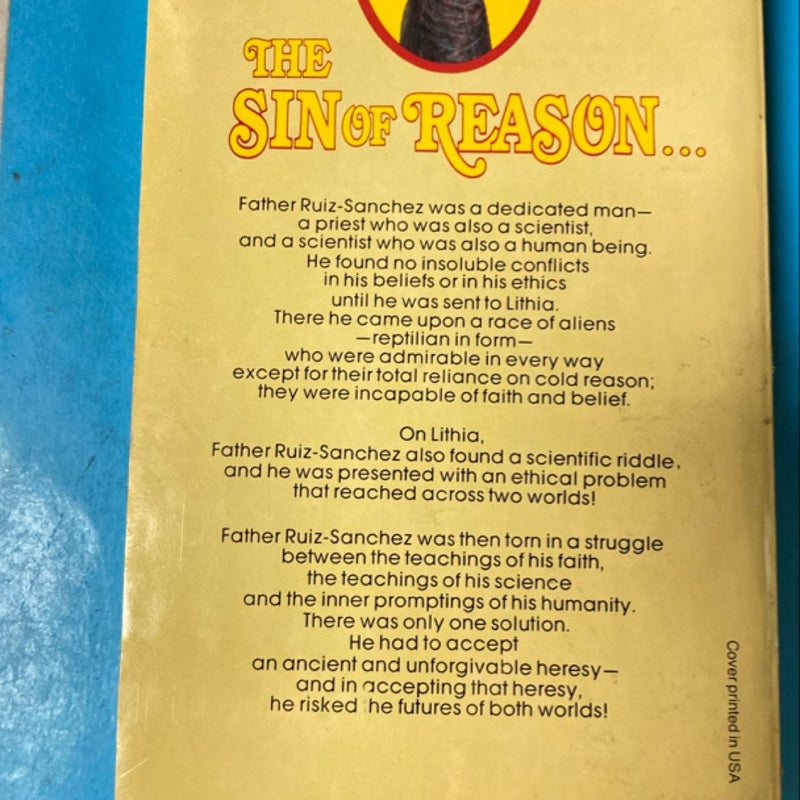 THE
SIN OF REASON...
Father Ruiz-Sanchez was a dedicated man—
a priest who was also a scientist,
and a scientist who was also a human being.
He found no insoluble conflicts
in his beliefs or in his ethics
until he was sent to Lithia.
There he came upon a race of aliens
—reptilian in form—
who were admirable in every way
except for their total reliance on cold reason;
they were incapable of faith and belief.
On Lithia,
Father Ruiz-Sanchez also found a scientific riddle,
and he was presented with an ethical problem
that reached across two worlds!
Father Ruiz-Sanchez was then torn in a struggle
between the teachings of his faith,
the teachings of his science
and the inner promptings of his humanity.
There was only one solution.
He had to accept
an ancient and unforgivable heresy—
and in accepting that heresy,
he risked the futures of both worlds!
Cover printed in USA